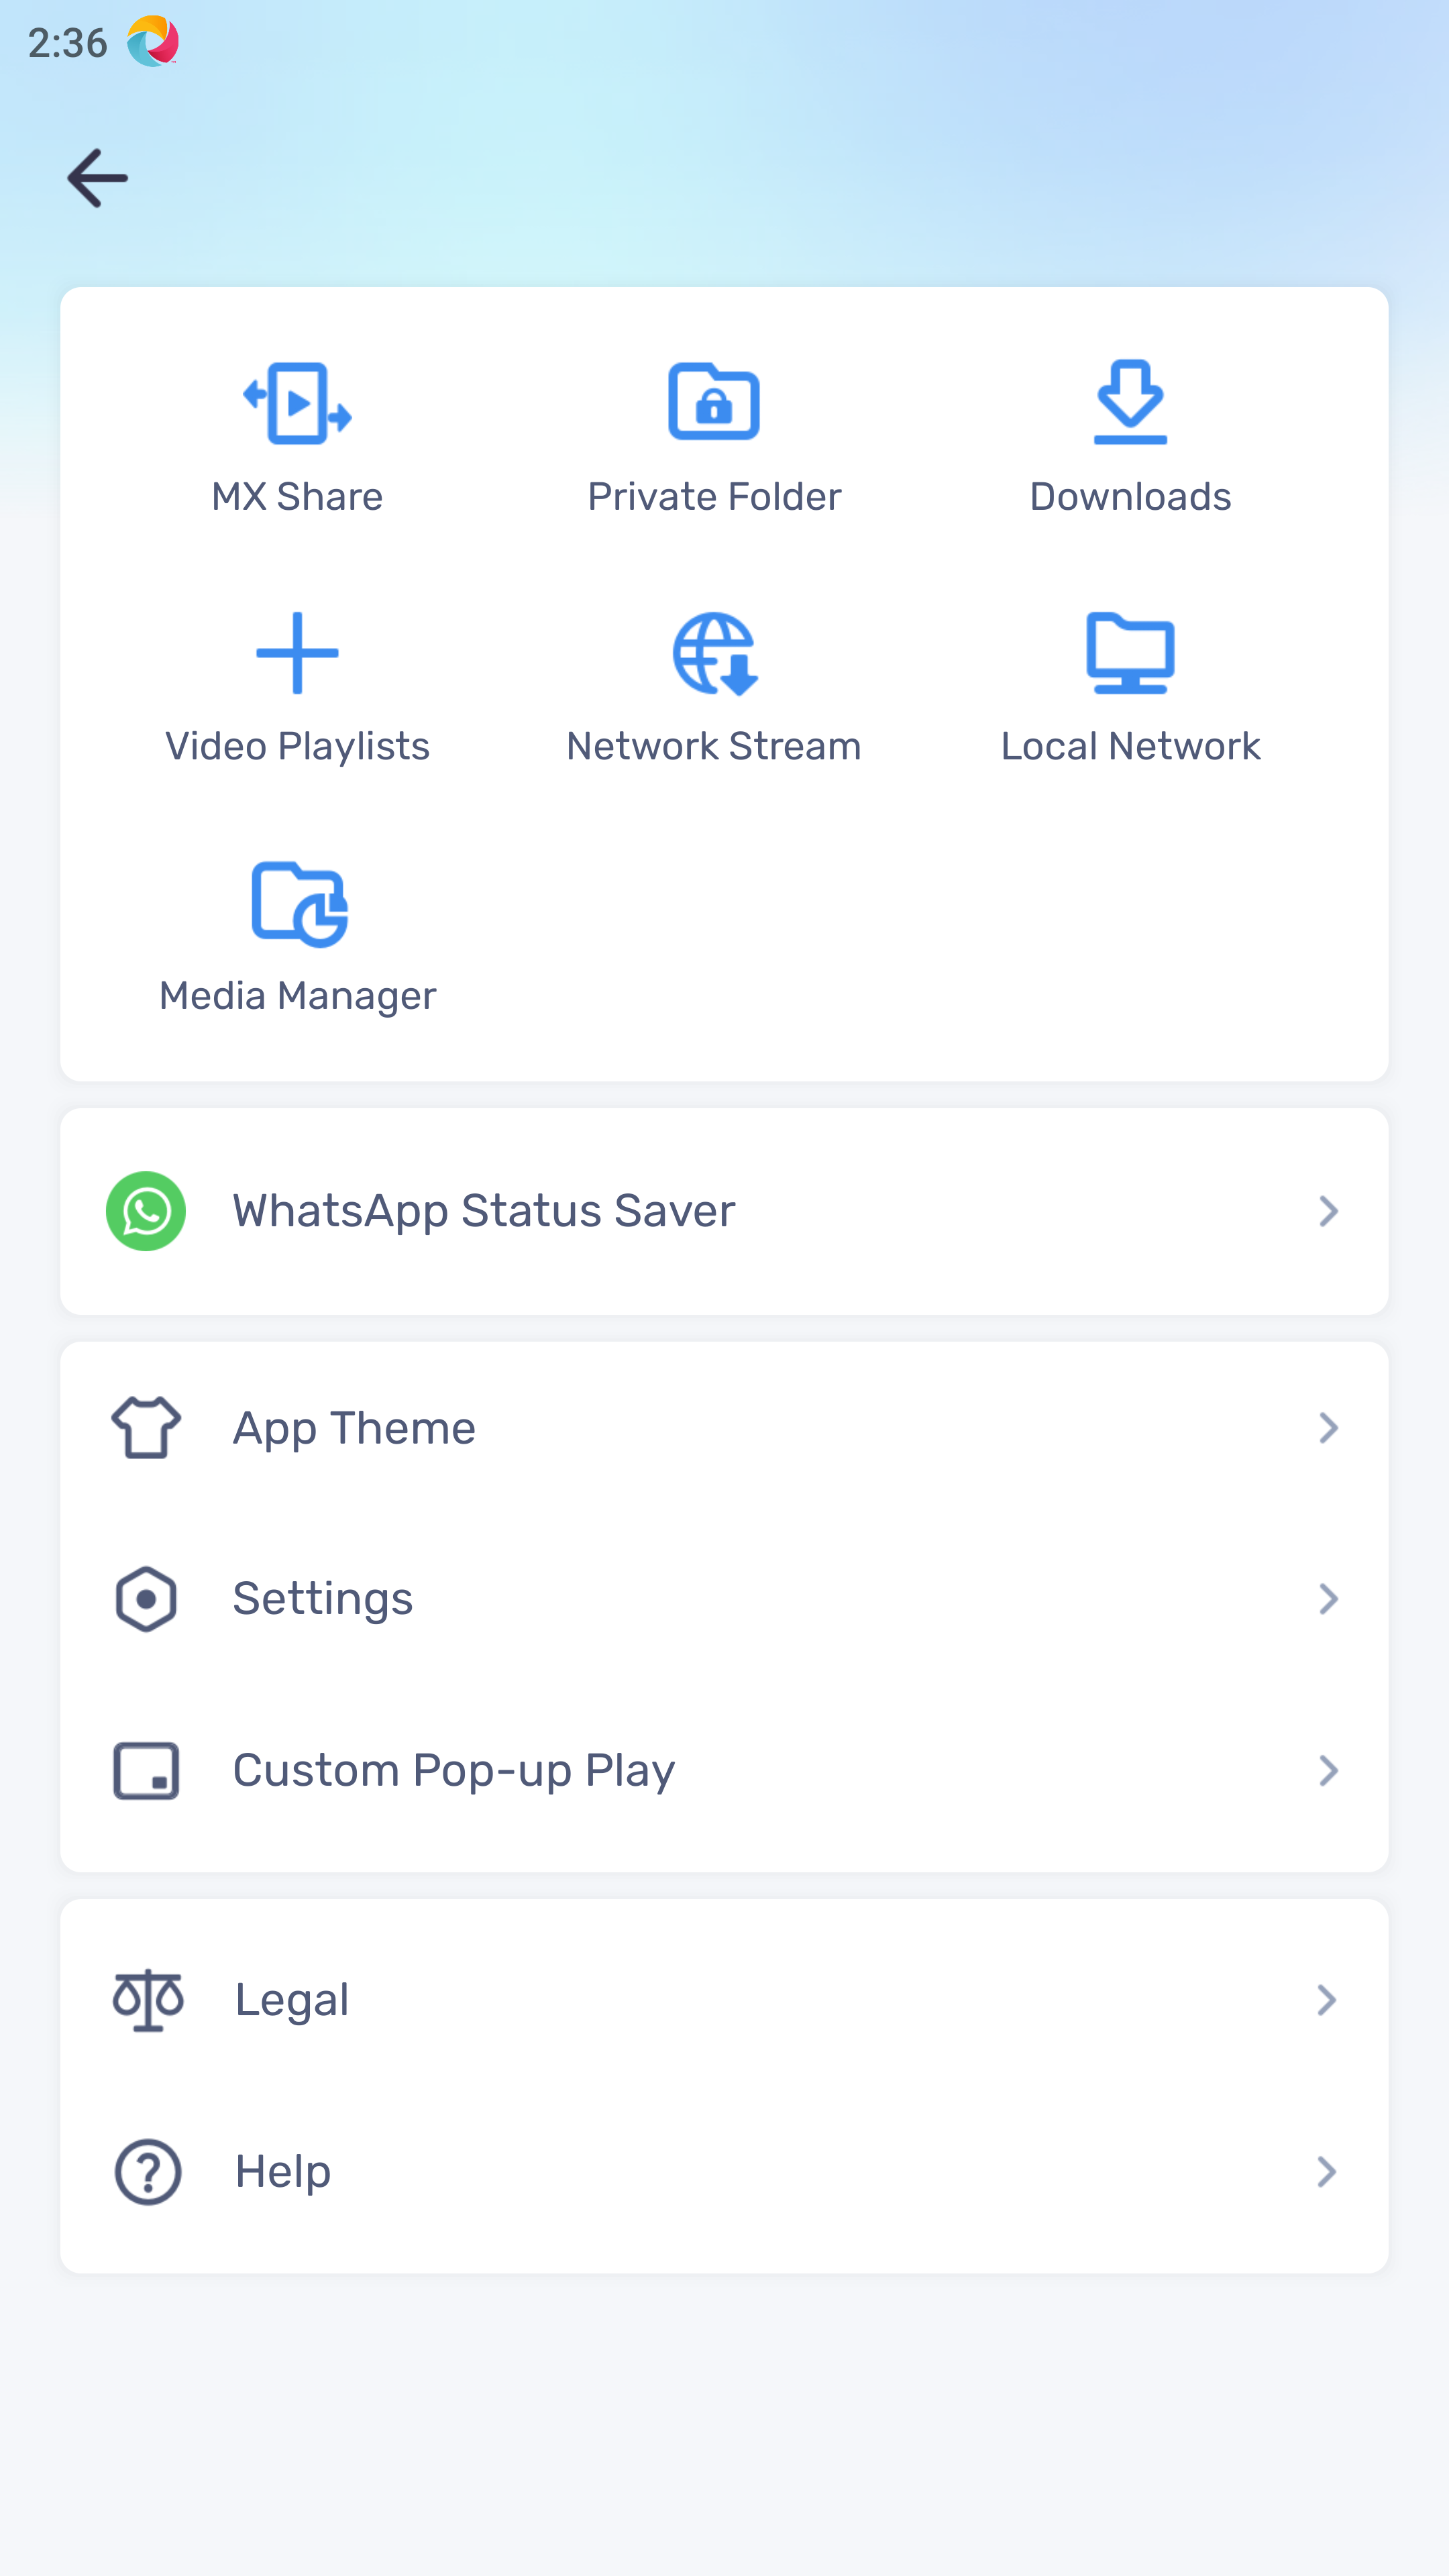 2:36
MX Share
Private Folder
Downloads
Video Playlists
Network Stream
Local Network
Media Manager
WhatsApp Status Saver
App Theme
Settings
Custom Pop-up Play
Legal
Help